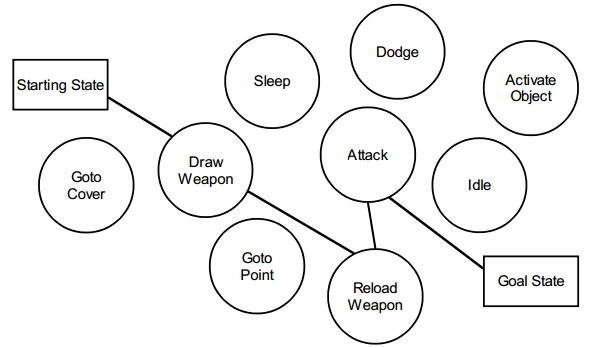 Dodge
Sleep
Activate
Object
Starting State
Attack
Draw
Weapon
Goto
Cover
Idle
Goto
Point
Reload
Weapon
Goal State